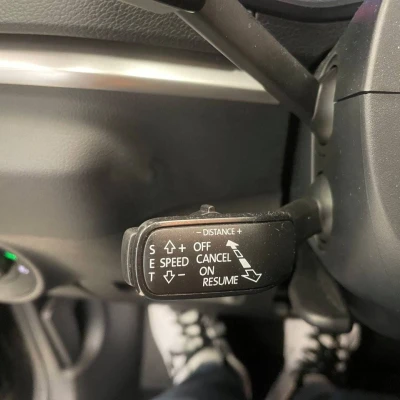 - DISTANCE +
S + OFF
E SPEED CANCEL
T - ON
RESUME